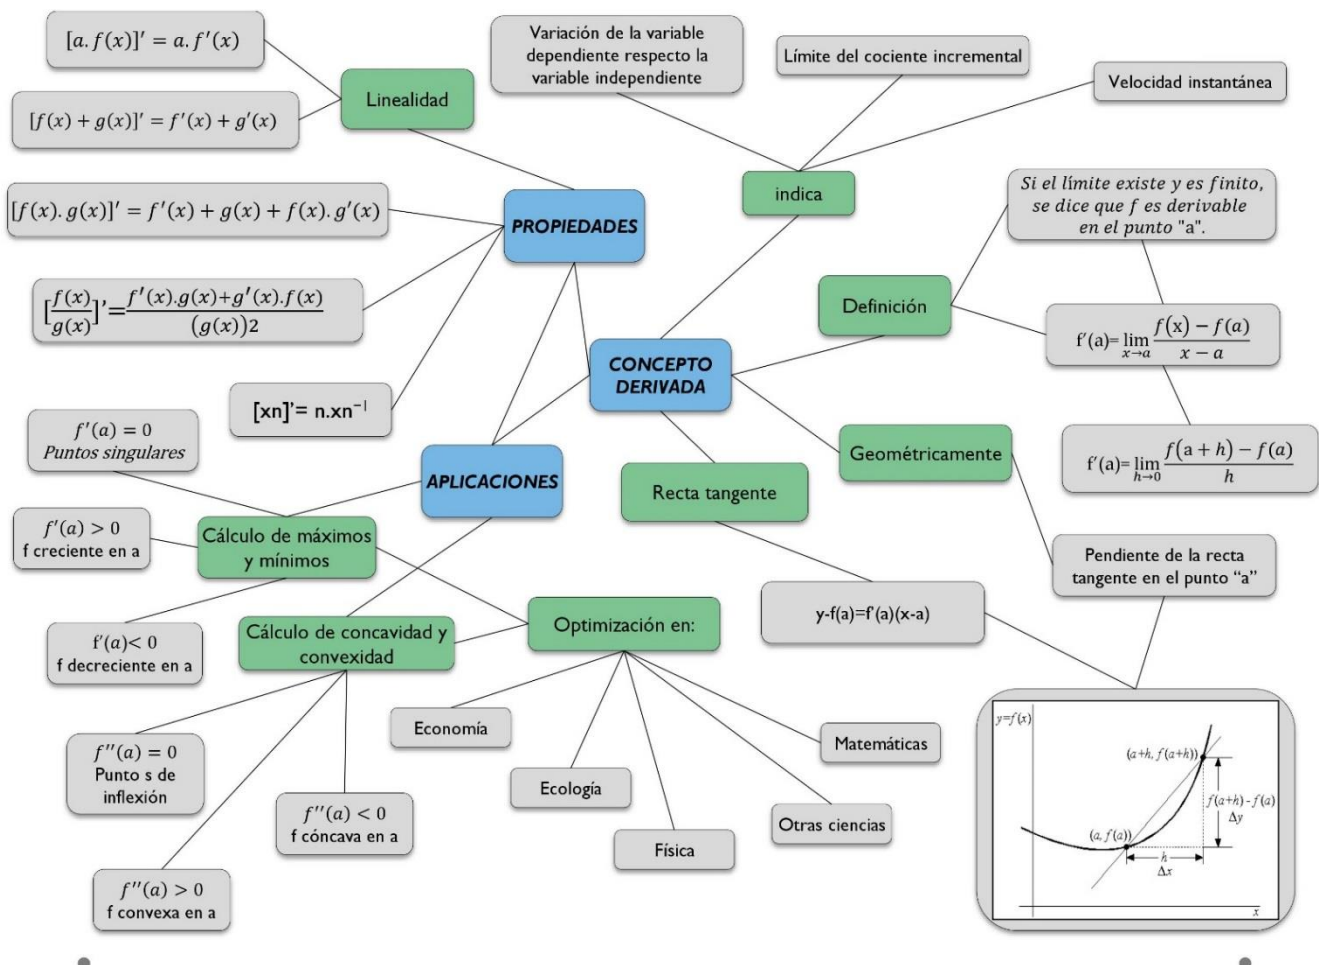 [a. f(x)]′ = a. f′(x)
Linealidad
[f(x) + g(x)]′ = f′(x) + g′(x)
[f(x). g(x)]′ = f′(x) + g(x) + f(x). g′(x)
PROPIEDADES
[f(x)/g(x)]’=f′(x).g(x)+g′(x).f(x)/(g(x))2
[xn]’= n.xn⁻ˡ
Variación de la variable
dependiente respecto la
variable independiente
Límite del cociente incremental
Velocidad instantánea
indica
Si el límite existe y es finito,
se dice que f es derivable
en el punto "a".
Definición
f′(a)= lim x→a f(x) − f(a)/x − a
f′(a)= lim h→0 f(a + h) − f(a)/h
CONCEPTO
DERIVADA
Geométricamente
Recta tangente
Pendiente de la recta
tangente en el punto “a”
y-f(a)=f’(a)(x-a)
APLICACIONES
f′(a) = 0
Puntos singulares
f′(a) > 0
f creciente en a
Cálculo de máximos
y mínimos
f′(a)< 0
f decreciente en a
Cálculo de concavidad y
convexidad
Optimización en:
f′′(a) = 0
Punto s de
inflexión
f′′(a) < 0
f cóncava en a
f′′(a) > 0
f convexa en a
Economía
Ecología
Física
Otras ciencias
Matemáticas
y=f(x)
(a+h, f(a+h))
f(a+h) - f(a)
Δy
(a, f(a))
h
Δx
x